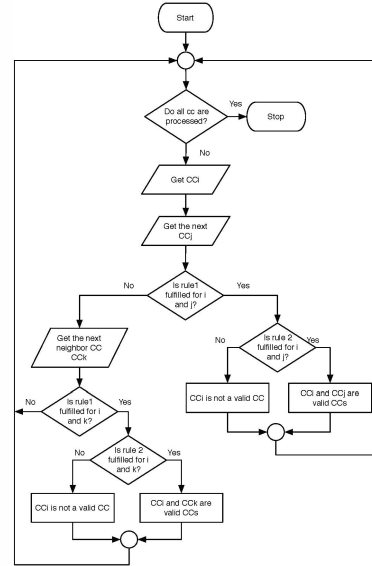 Start
Do all cc are
processed?
Yes
Stop
No
Get CCi
Get the next
CCj
Is rule1
fulfilled for i
and j?
No
Yes
Get the next
neighbor CC
CCk
Is rule 2
fulfilled for i
and j?
No
Yes
CCi is not a valid CC
CCi and CCj are
valid CCs
Is rule1
fulfilled for i
and k?
No
Yes
Is rule 2
fulfilled for i
and k?
No
Yes
CCi is not a valid CC
CCi and CCk are
valid CCs